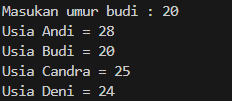 Masukan umur budi : 20
Usia Andi = 28
Usia Budi = 20
Usia Candra = 25
Usia Deni = 24